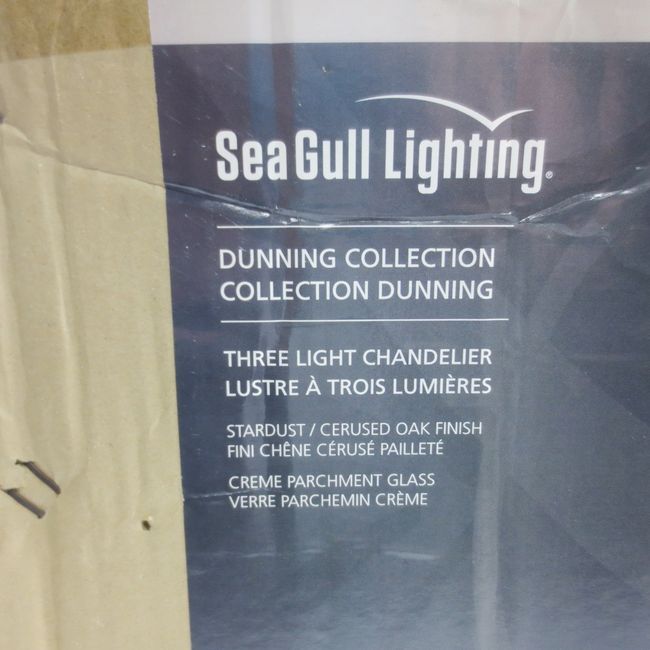 Sea Gull Lighting®
DUNNING COLLECTION
COLLECTION DUNNING
THREE LIGHT CHANDELIER
LUSTRE À TROIS LUMIÈRES
STARDUST / CERUSED OAK FINISH
FINI CHÊNE CÉRUSÉ PAILLETÉ
CREME PARCHMENT GLASS
VERRE PARCHEMIN CRÈME